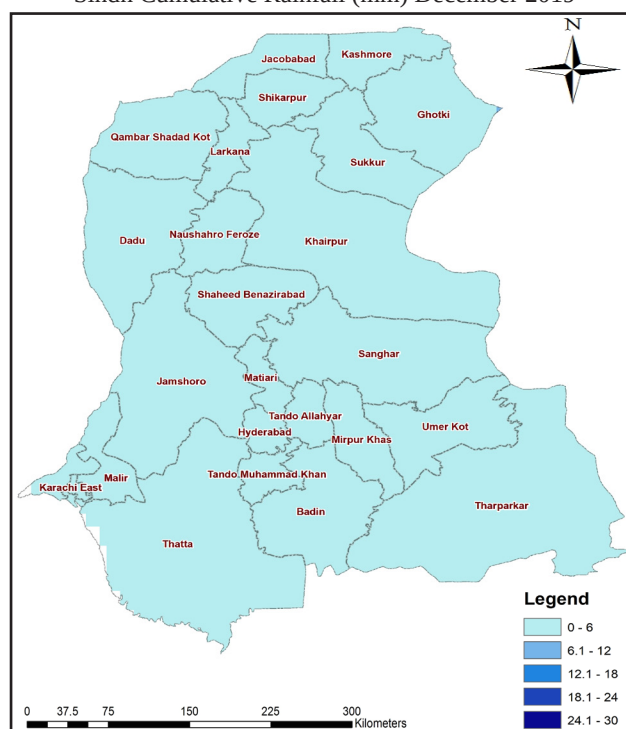 Sindh Cumulative Rainfall (mm) December 2015
N
Jacobabad
Kashmore
Shikarpur
Ghotki
Qambar Shadad Kot
Larkana
Sukkur
Dadu
Naushahro Feroze
Khairpur
Shaheed Benazirabad
Sanghar
Matiari
Jamshoro
Tando Allahyar
Umer Kot
Hyderabad
Mirpur Khas
Malir
Tando Muhammad Khan
Karachi East
Tharparkar
Badin
Thatta
Legend
0 - 6
6.1 - 12
12.1 - 18
18.1 - 24
24.1 - 30
0 37.5 75 150 225 300
Kilometers